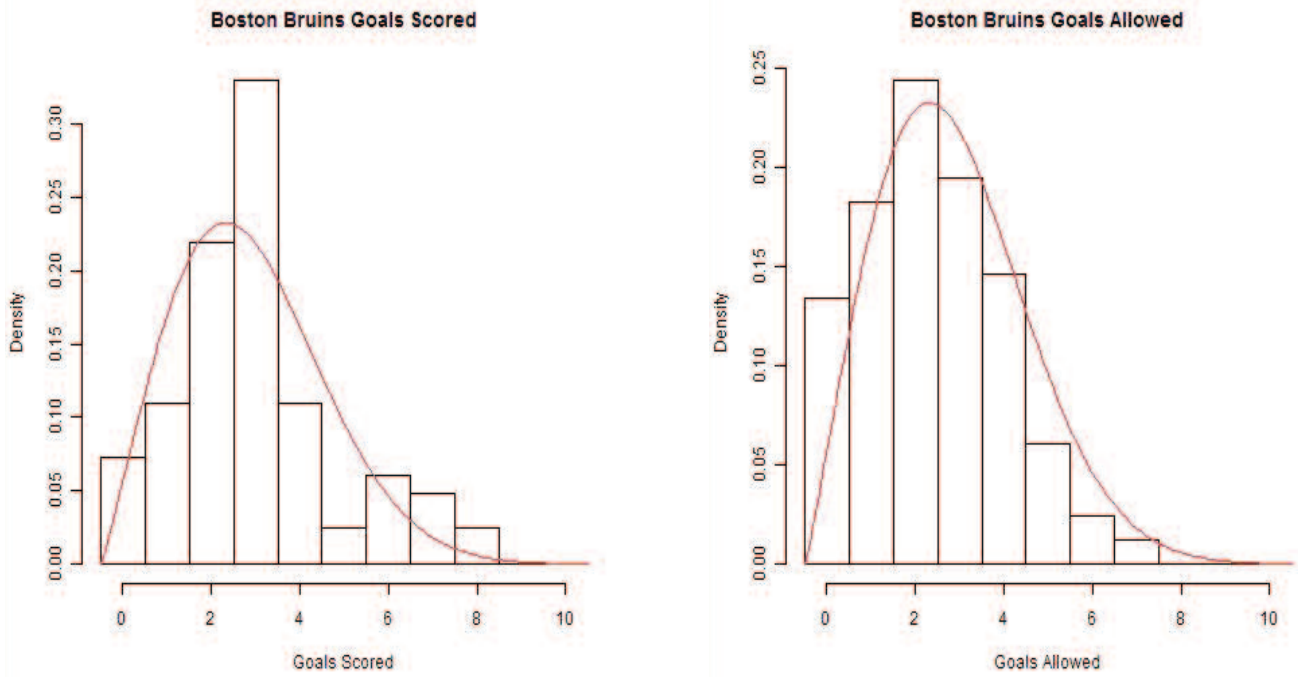 Boston Bruins Goals Scored
0.30
0.25
0.20
0.15
0.10
0.05
0.00
Density
0 2 4 6 8 10
Goals Scored
Boston Bruins Goals Allowed
0.25
0.20
0.15
0.10
0.05
0.00
Density
0 2 4 6 8 10
Goals Allowed